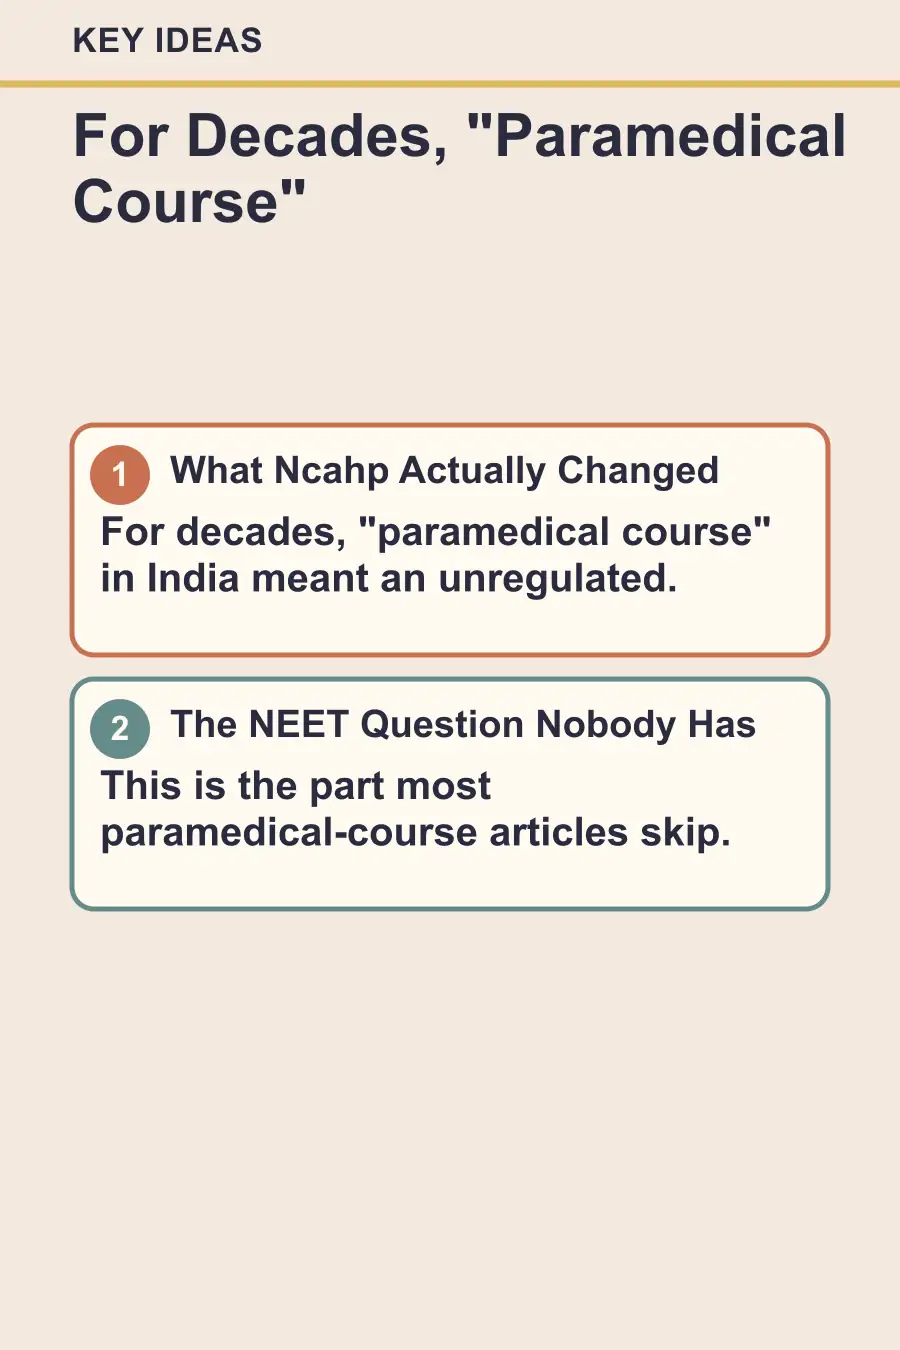 KEY IDEAS
For Decades, "Paramedical
Course"
1
What Ncahp Actually Changed
For decades, "paramedical course"
in India meant an unregulated.
2
The NEET Question Nobody Has
This is the part most
paramedical-course articles skip.